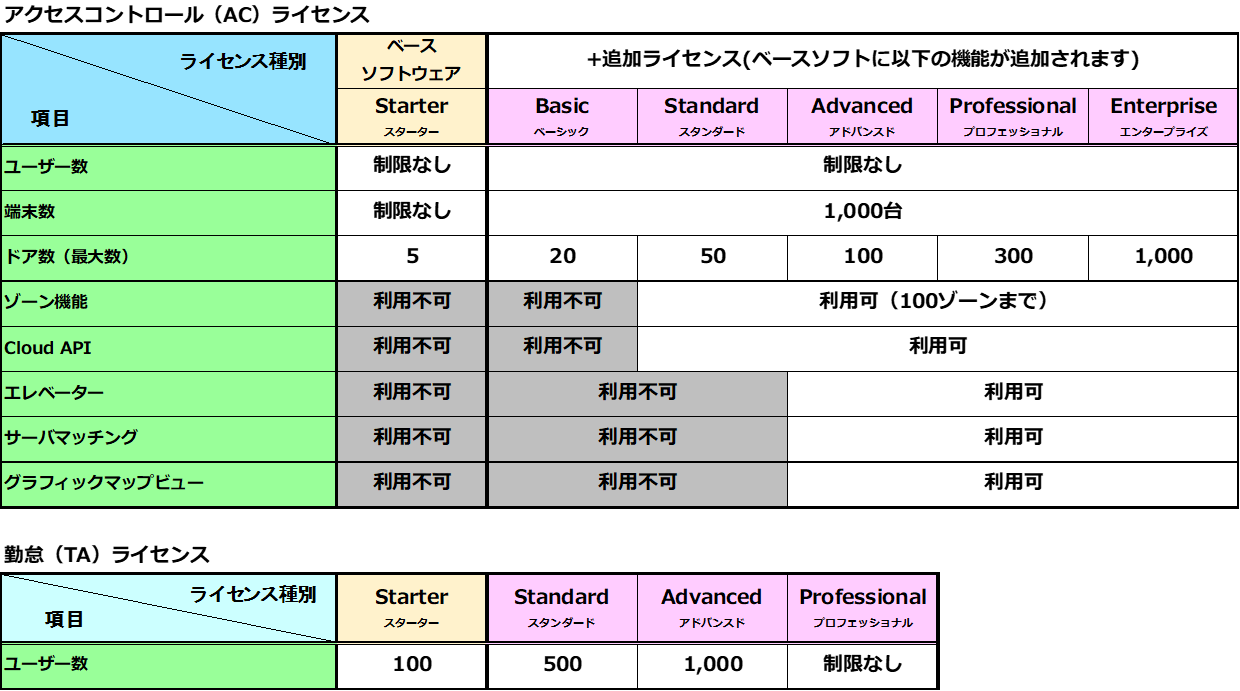 アクセスコントロール（AC）ライセンス
ライセンス種別
項目
ベース
ソフトウェア
+追加ライセンス(ベースソフトに以下の機能が追加されます)
Starter
スターター
Basic
ベーシック
Standard
スタンダード
Advanced
アドバンスド
Professional
プロフェッショナル
Enterprise
エンタープライズ
ユーザー数 制限なし 制限なし
端末数 制限なし 1,000台
ドア数（最大数） 5 20 50 100 300 1,000
ゾーン機能 利用不可 利用不可 利用可（100ゾーンまで）
Cloud API 利用不可 利用不可 利用可
エレベーター 利用不可 利用不可 利用可
サーバマッチング 利用不可 利用不可 利用可
グラフィックマップビュー 利用不可 利用不可 利用可
勤怠（TA）ライセンス
ライセンス種別
項目
Starter
スターター
Standard
スタンダード
Advanced
アドバンスド
Professional
プロフェッショナル
ユーザー数 100 500 1,000 制限なし